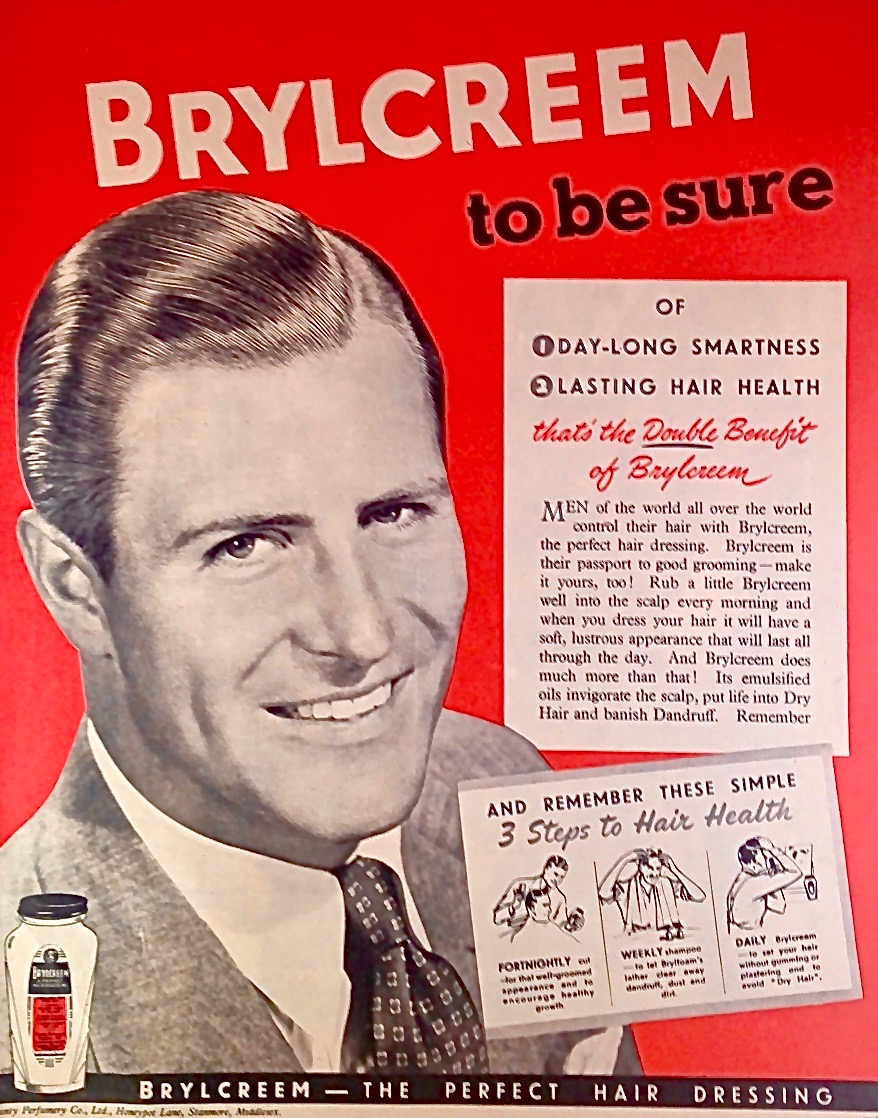 BRYLCREEM
to be sure
OF
1 DAY-LONG SMARTNESS
2 LASTING HAIR HEALTH
that's the Double Benefit
of Brylcreem
MEN of the world all over the world
control their hair with Brylcreem,
the perfect hair dressing. Brylcreem is
their passport to good grooming—make
it yours, too! Rub a little Brylcreem
well into the scalp every morning and
when you dress your hair it will have a
soft, lustrous appearance that will last all
through the day. And Brylcreem does
much more than that! Its emulsified
oils invigorate the scalp, put life into Dry
Hair and banish Dandruff. Remember
AND REMEMBER THESE SIMPLE
3 Steps to Hair Health
FORTNIGHTLY cut
—for that well-groomed
appearance and to
encourage healthy
growth
WEEKLY shampoo
—to let Brylfoam's
lather clear away
dandruff, dust and
dirt.
DAILY Brylcreem
—to set your hair
without gumming or
plastering and to
avoid "Dry Hair".
BRYLCREEM
BRYLCREEM — THE PERFECT HAIR DRESSING
unty Perfumery Co., Ltd., Honeypot Lane, Stanmore, Middlesex.